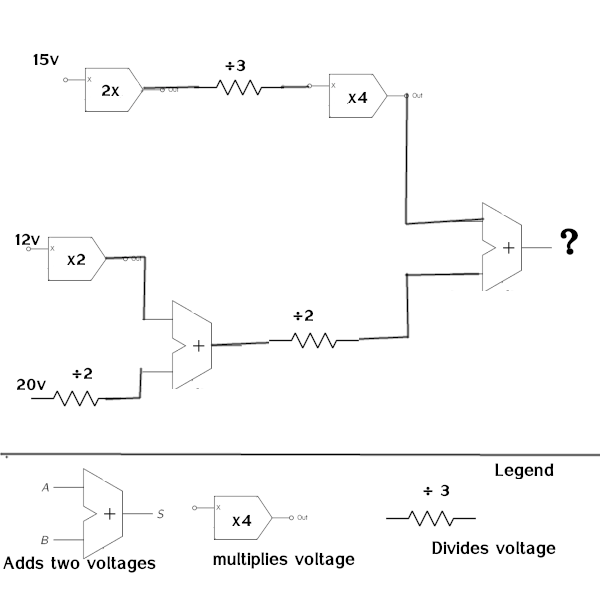 15v
÷3
X
2x
Out
X
x4
Out
12v
X
x2
Out
+
?
÷2
+
20v
÷2
Legend
A
+
S
B
X
x4
Out
÷ 3
Adds two voltages
multiplies voltage
Divides voltage